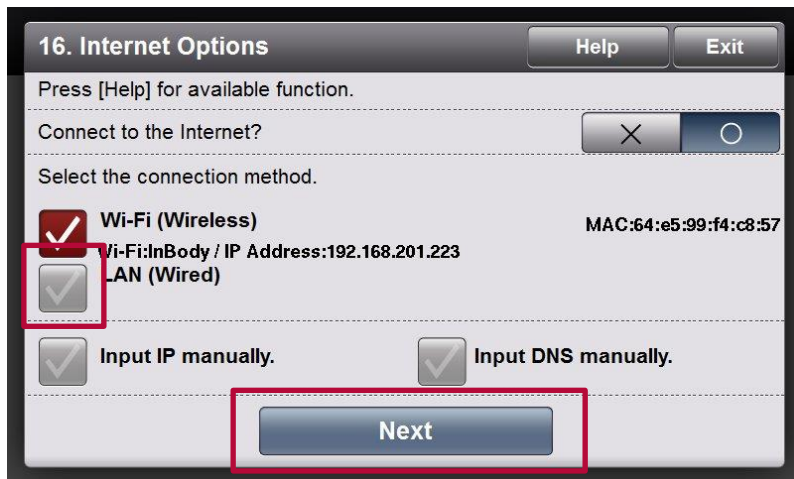 16. Internet Options
Help
Exit
Press [Help] for available function.
Connect to the Internet?
Select the connection method.
Wi-Fi (Wireless)
MAC:64:e5:99:f4:c8:57
Wi-Fi:InBody / IP Address:192.168.201.223
LAN (Wired)
Input IP manually.
Input DNS manually.
Next